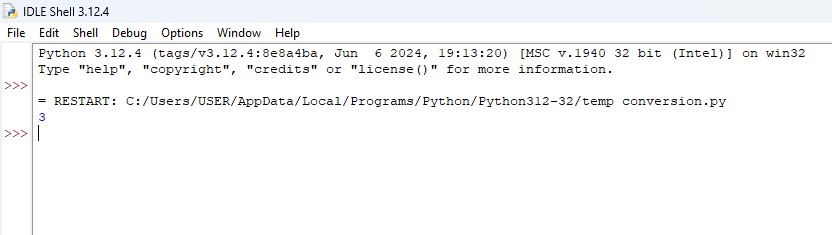 IDLE Shell 3.12.4
File Edit Shell Debug Options Window Help
Python 3.12.4 (tags/v3.12.4:8e8a4ba, Jun  6 2024, 19:13:20) [MSC v.1940 32 bit (Intel)] on win32
Type "help", "copyright", "credits" or "license()" for more information.
>>>
= RESTART: C:/Users/USER/AppData/Local/Programs/Python/Python312-32/temp conversion.py
3
>>>